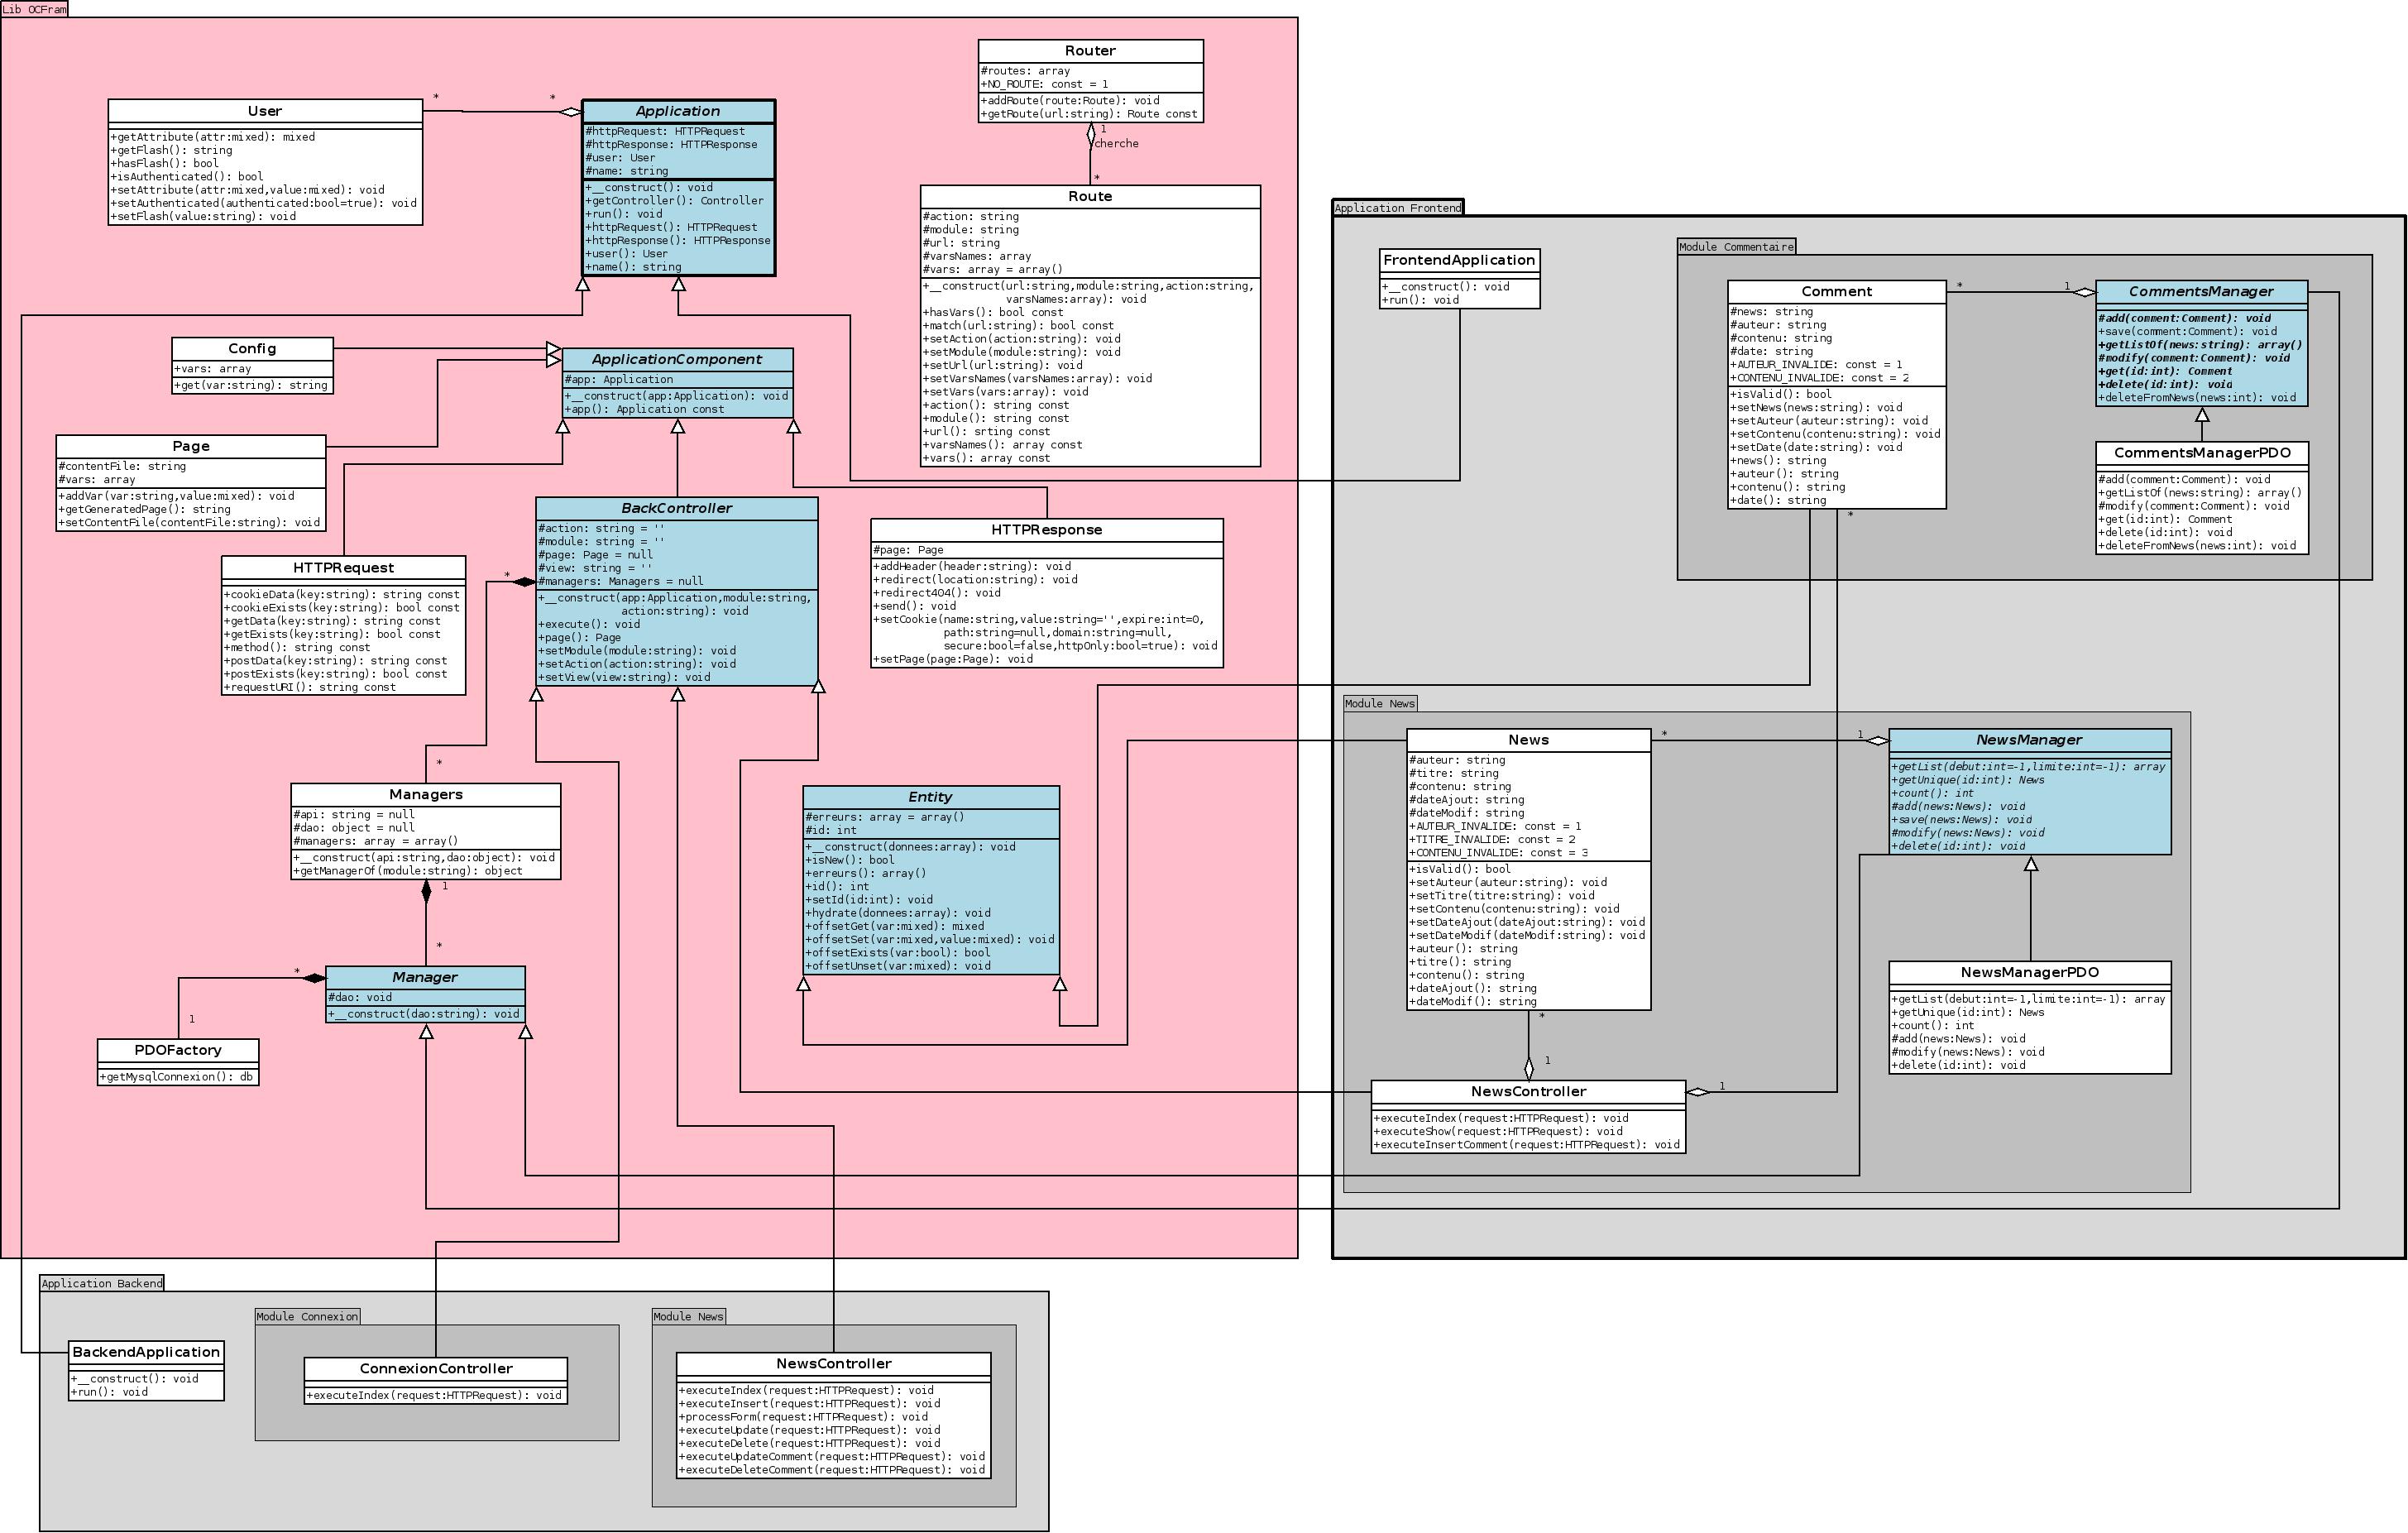 Lib OCFram
Router
#routes: array
+NO_ROUTE: const = 1
+addRoute(route:Route): void
+getRoute(url:string): Route const
1
cherche
*
User
+getAttribute(attr:mixed): mixed
+getFlash(): string
+hasFlash(): bool
+isAuthenticated(): bool
+setAttribute(attr:mixed,value:mixed): void
+setAuthenticated(authenticated:bool=true): void
+setFlash(value:string): void
*
*
Application
#httpRequest: HTTPRequest
#httpResponse: HTTPResponse
#user: User
#name: string
+__construct(): void
+getController(): Controller
+run(): void
+httpRequest(): HTTPRequest
+httpResponse(): HTTPResponse
+user(): User
+name(): string
Route
#action: string
#module: string
#url: string
#varsNames: array
#vars: array = array()
+__construct(url:string,module:string,action:string,
varsNames:array): void
+hasVars(): bool const
+match(url:string): bool const
+setAction(action:string): void
+setModule(module:string): void
+setUrl(url:string): void
+setVarsNames(varsNames:array): void
+setVars(vars:array): void
+action(): string const
+module(): string const
+url(): srting const
+varsNames(): array const
+vars(): array const
Config
+vars: array
+get(var:string): string
ApplicationComponent
#app: Application
+__construct(app:Application): void
+app(): Application const
Page
#contentFile: string
#vars: array
+addVar(var:string,value:mixed): void
+getGeneratedPage(): string
+setContentFile(contentFile:string): void
BackController
#action: string = ''
#module: string = ''
#page: Page = null
#view: string = ''
#managers: Managers = null
+__construct(app:Application,module:string,
action:string): void
+execute(): void
+page(): Page
+setModule(module:string): void
+setAction(action:string): void
+setView(view:string): void
*
HTTPResponse
#page: Page
+addHeader(header:string): void
+redirect(location:string): void
+redirect404(): void
+send(): void
+setCookie(name:string,value:string='',expire:int=0,
path:string=null,domain:string=null,
secure:bool=false,httpOnly:bool=true): void
+setPage(page:Page): void
HTTPRequest
+cookieData(key:string): string const
+cookieExists(key:string): bool const
+getData(key:string): string const
+getExists(key:string): bool const
+method(): string const
+postData(key:string): string const
+postExists(key:string): bool const
+requestURI(): string const
*
Managers
#api: string = null
#dao: object = null
#managers: array = array()
+__construct(api:string,dao:object): void
+getManagerOf(module:string): object
1
*
Entity
#erreurs: array = array()
#id: int
+__construct(donnees:array): void
+isNew(): bool
+erreurs(): array()
+id(): int
+setId(id:int): void
+hydrate(donnees:array): void
+offsetGet(var:mixed): mixed
+offsetSet(var:mixed,value:mixed): void
+offsetExists(var:bool): bool
+offsetUnset(var:mixed): void
Manager
#dao: void
+__construct(dao:string): void
*
1
PDOFactory
+getMysqlConnexion(): db
Application Frontend
FrontendApplication
+__construct(): void
+run(): void
Module Commentaire
Comment
#news: string
#auteur: string
#contenu: string
#date: string
+AUTEUR_INVALIDE: const = 1
+CONTENU_INVALIDE: const = 2
+isValid(): bool
+setNews(news:string): void
+setAuteur(auteur:string): void
+setContenu(contenu:string): void
+setDate(date:string): void
+news(): string
+auteur(): string
+contenu(): string
+date(): string
*
1
*
CommentsManager
#add(comment:Comment): void
+save(comment:Comment): void
+getListOf(news:string): array()
#modify(comment:Comment): void
+get(id:int): Comment
+delete(id:int): void
+deleteFromNews(news:int): void
CommentsManagerPDO
#add(comment:Comment): void
+getListOf(news:string): array()
#modify(comment:Comment): void
+get(id:int): Comment
+delete(id:int): void
+deleteFromNews(news:int): void
Module News
News
#auteur: string
#titre: string
#contenu: string
#dateAjout: string
#dateModif: string
+AUTEUR_INVALIDE: const = 1
+TITRE_INVALIDE: const = 2
+CONTENU_INVALIDE: const = 3
+isValid(): bool
+setAuteur(auteur:string): void
+setTitre(titre:string): void
+setContenu(contenu:string): void
+setDateAjout(dateAjout:string): void
+setDateModif(dateModif:string): void
+auteur(): string
+titre(): string
+contenu(): string
+dateAjout(): string
+dateModif(): string
*
1
NewsManager
+getList(debut:int=-1,limite:int=-1): array
+getUnique(id:int): News
+count(): int
#add(news:News): void
+save(news:News): void
#modify(news:News): void
+delete(id:int): void
NewsManagerPDO
+getList(debut:int=-1,limite:int=-1): array
+getUnique(id:int): News
+count(): int
#add(news:News): void
#modify(news:News): void
+delete(id:int): void
*
1
NewsController
+executeIndex(request:HTTPRequest): void
+executeShow(request:HTTPRequest): void
+executeInsertComment(request:HTTPRequest): void
1
Application Backend
BackendApplication
+__construct(): void
+run(): void
Module Connexion
ConnexionController
+executeIndex(request:HTTPRequest): void
Module News
NewsController
+executeIndex(request:HTTPRequest): void
+executeInsert(request:HTTPRequest): void
+processForm(request:HTTPRequest): void
+executeUpdate(request:HTTPRequest): void
+executeDelete(request:HTTPRequest): void
+executeUpdateComment(request:HTTPRequest): void
+executeDeleteComment(request:HTTPRequest): void